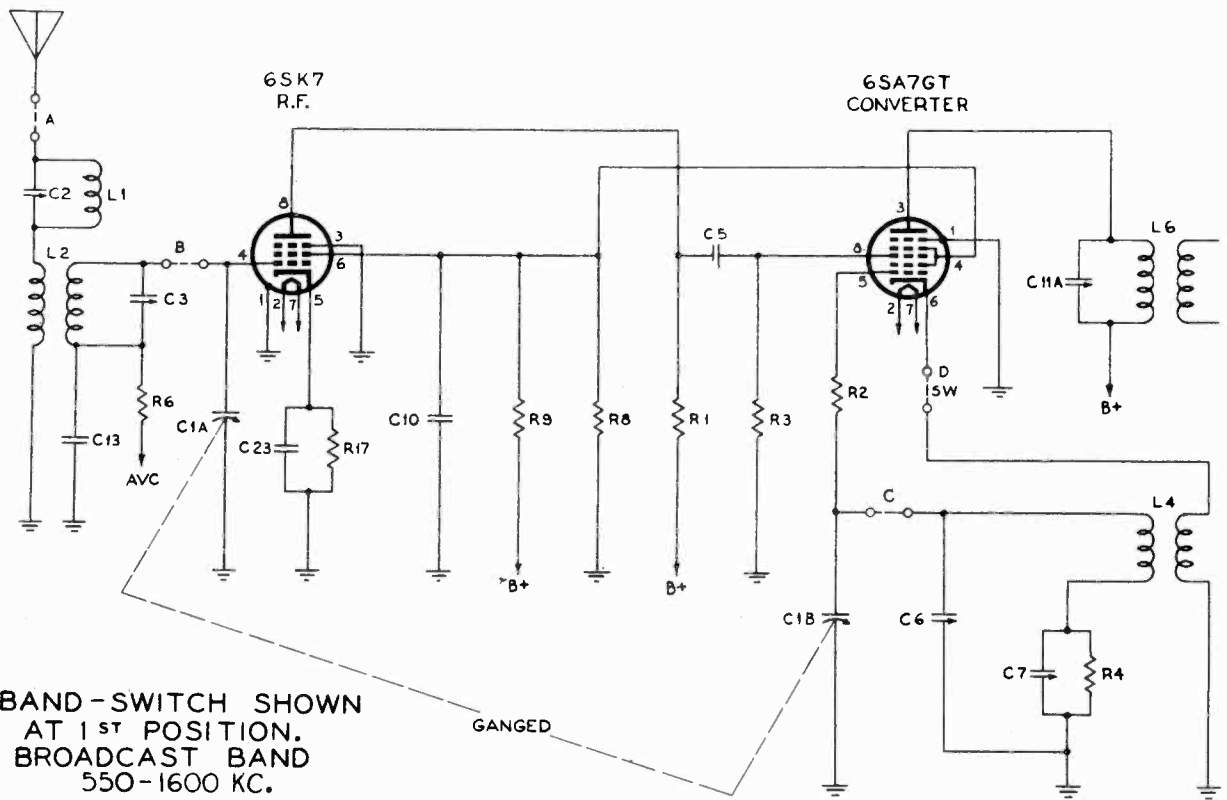 6SK7
R.F.
6SA7GT
CONVERTER
A
C2
L1
8
3
L2
B
4
3
6
C5
8
1
4
5
L6
C3
1
2
7
5
2
7
6
C11A
D
SW
R6
R2
B+
C13
C1A
C23
R17
C10
R9
R8
R1
R3
AVC
C
L4
B+
B+
C1B
C6
C7
R4
BAND-SWITCH SHOWN
AT 1ST POSITION.
BROADCAST BAND
550-1600 KC.
GANGED